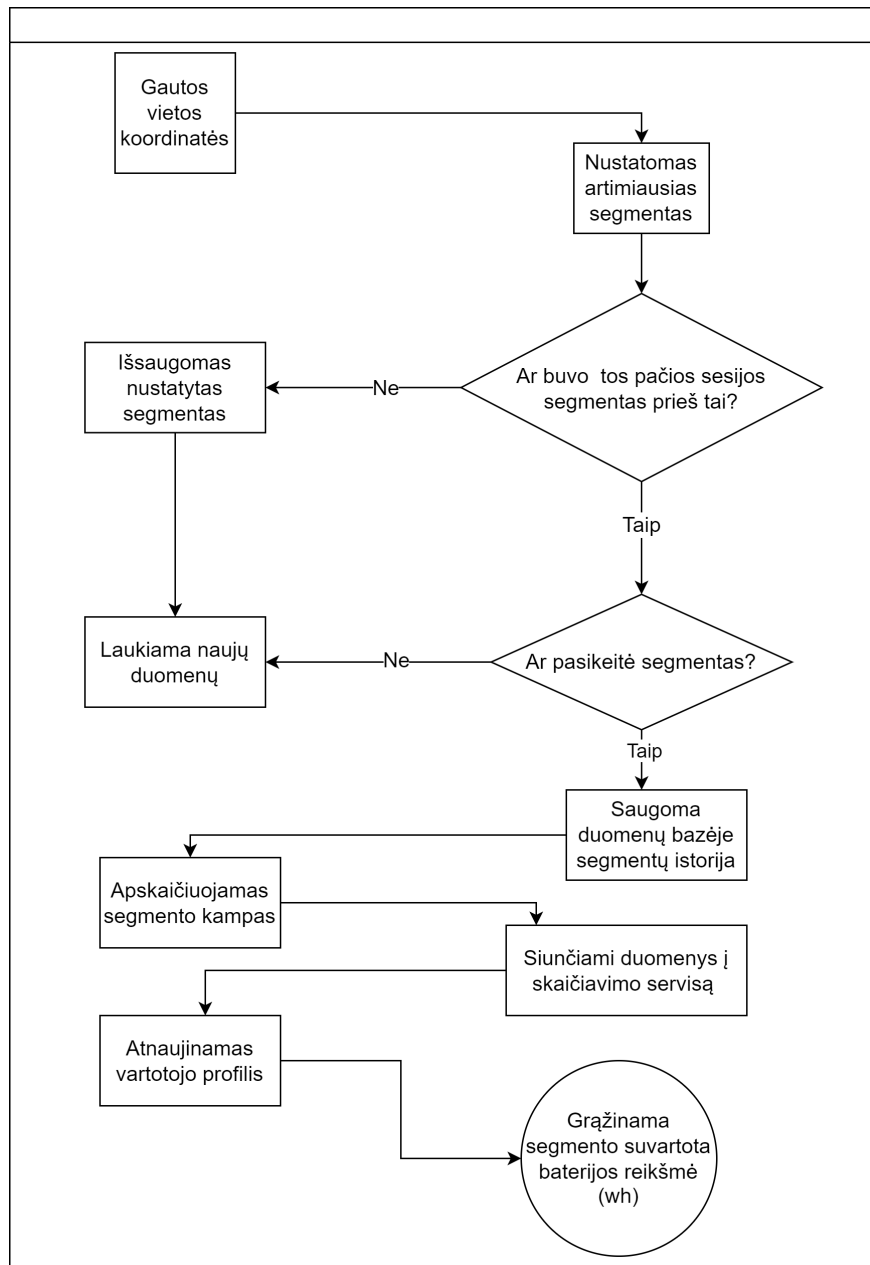 Gautos
vietos
koordinatės
Nustatomas
artimiausias
segmentas
Ar buvo  tos pačios sesijos
segmentas prieš tai?
Ne
Išsaugomas
nustatytas
segmentas
Taip
Ar pasikeitė segmentas?
Ne
Laukiama naujų
duomenų
Taip
Saugoma
duomenų bazėje
segmentų istorija
Apskaičiuojamas
segmento kampas
Siunčiami duomenys į
skaičiavimo servisą
Atnaujinamas
vartotojo profilis
Grąžinama
segmento suvartota
baterijos reikšmė
(wh)